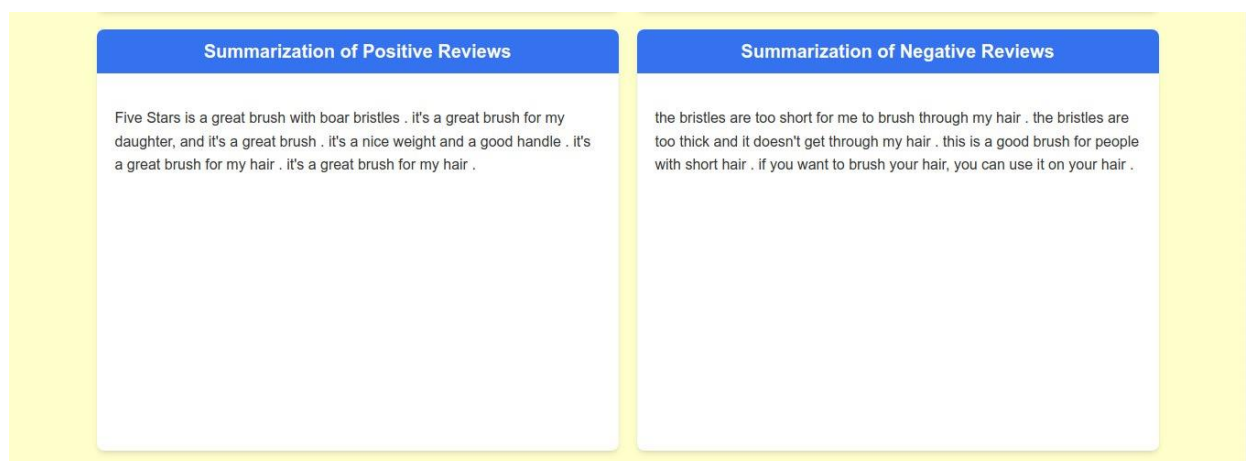 Summarization of Positive Reviews
Five Stars is a great brush with boar bristles . it's a great brush for my
daughter, and it's a great brush . it's a nice weight and a good handle . it's
a great brush for my hair . it's a great brush for my hair .
Summarization of Negative Reviews
the bristles are too short for me to brush through my hair . the bristles are
too thick and it doesn't get through my hair . this is a good brush for people
with short hair . if you want to brush your hair, you can use it on your hair .